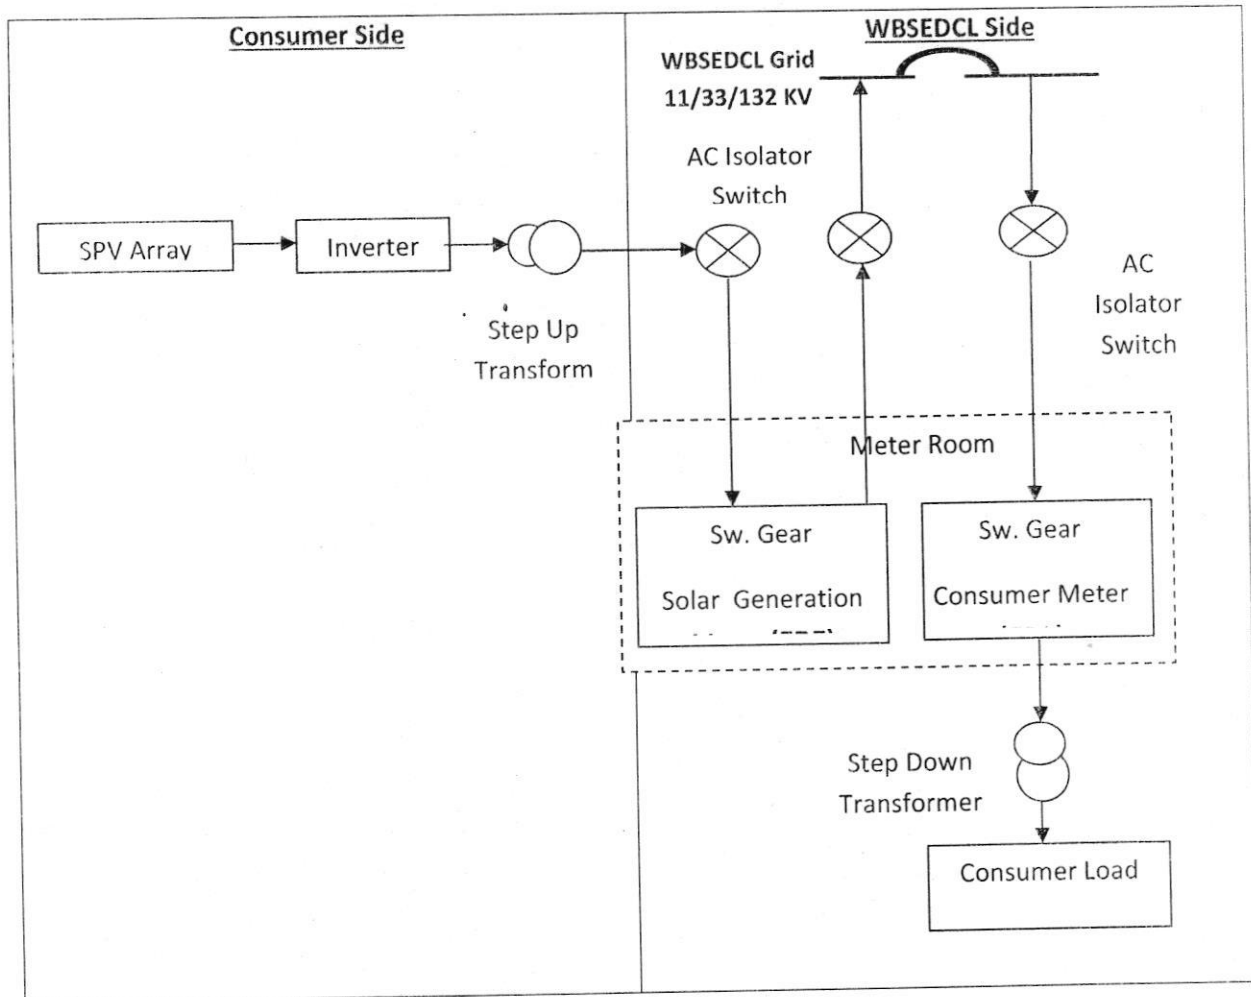 Consumer Side
WBSEDCL Side
WBSEDCL Grid
11/33/132 KV
AC Isolator
Switch
SPV Array
Inverter
Step Up
Transform
AC
Isolator
Switch
Meter Room
Sw. Gear
Solar Generation
Sw. Gear
Consumer Meter
Step Down
Transformer
Consumer Load